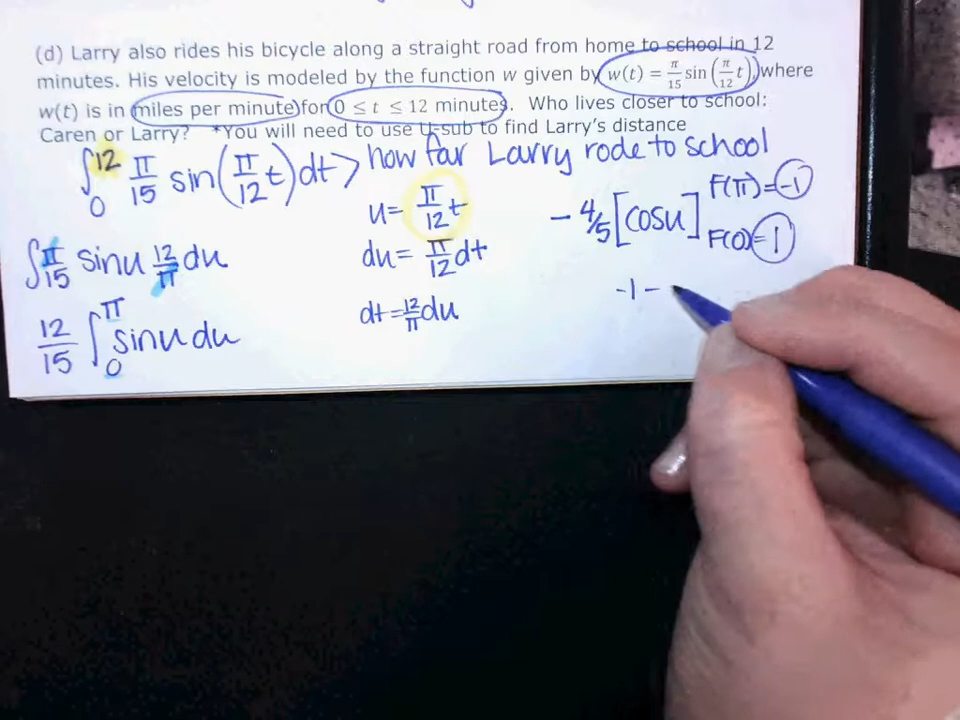 (d) Larry also rides his bicycle along a straight road from home to school in 12
minutes. His velocity is modeled by the function w given by w(t) = π/15 sin(π/12 t), where
w(t) is in miles per minute for 0 ≤ t ≤ 12 minutes. Who lives closer to school:
Caren or Larry? *You will need to use U-sub to find Larry's distance
∫₀¹² π/15 sin(π/12 t)dt > how far Larry rode to school
u = π/12 t
- 4/5 [cosu] F(π) = -1
F(0) = 1
∫ π/15 sinu 12/π du
du = π/12 dt
-1 -
dt = 12/π du
12/15 ∫₀^π sinu du